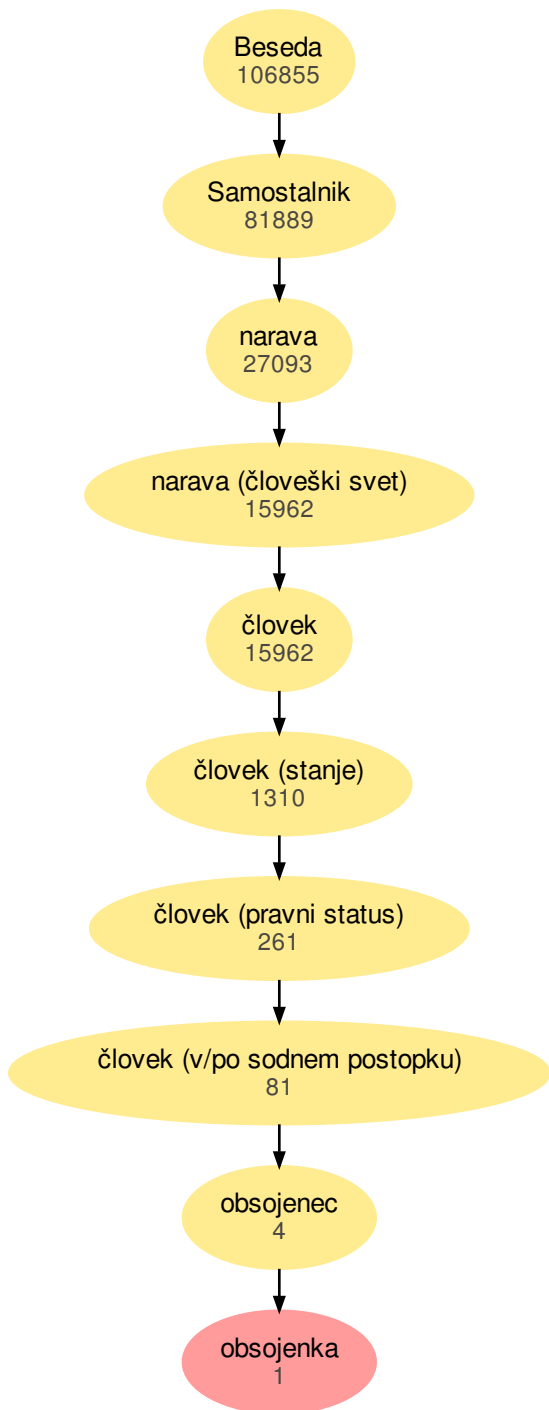 Beseda
106855
Samostalnik
81889
narava
27093
narava (človeški svet)
15962
človek
15962
človek (stanje)
1310
človek (pravni status)
261
človek (v/po sodnem postopku)
81
obsojenec
4
obsojenka
1